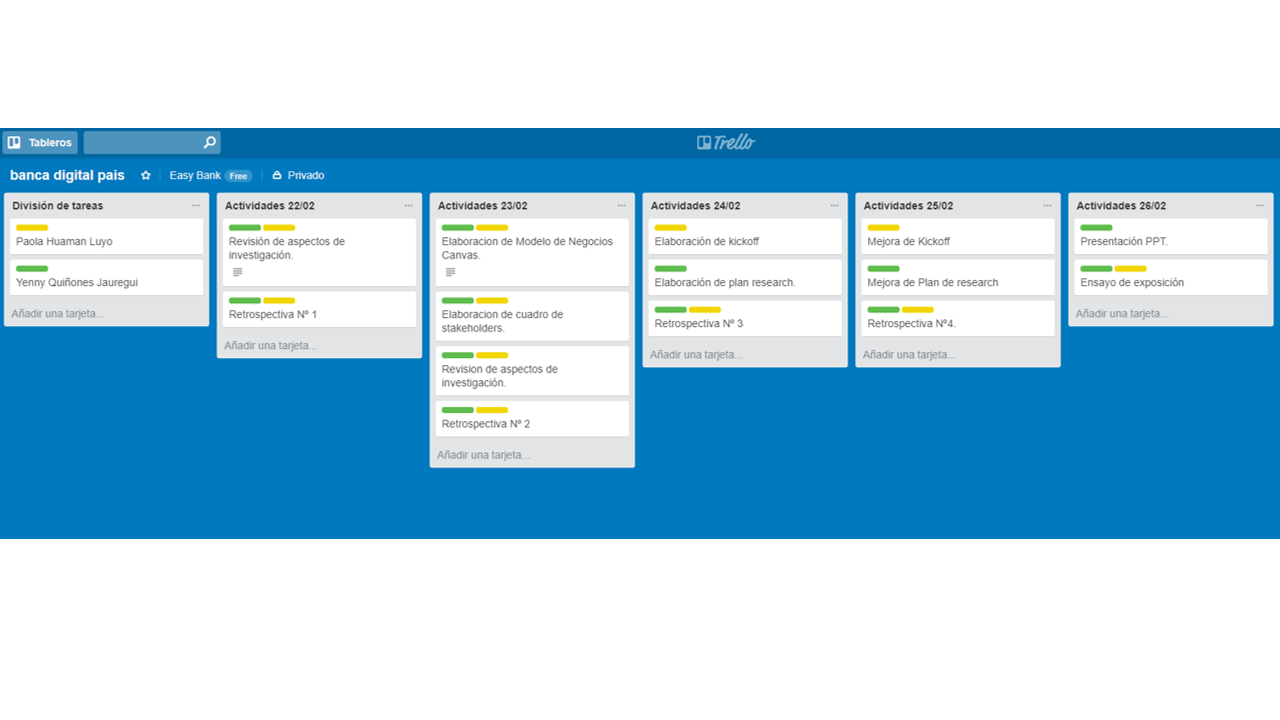 Tableros
Trello
banca digital pais
Easy Bank Free
Privado
División de tareas
Paola Huaman Luyo
Yenny Quiñones Jauregui
Añadir una tarjeta...
Actividades 22/02
Revisión de aspectos de
investigación.
Retrospectiva Nº 1
Añadir una tarjeta...
Actividades 23/02
Elaboracion de Modelo de Negocios
Canvas.
Elaboracion de cuadro de
stakeholders.
Revision de aspectos de
investigación.
Retrospectiva Nº 2
Añadir una tarjeta...
Actividades 24/02
Elaboración de kickoff
Elaboración de plan research.
Retrospectiva Nº 3
Añadir una tarjeta...
Actividades 25/02
Mejora de Kickoff
Mejora de Plan de research
Retrospectiva Nº4.
Añadir una tarjeta...
Actividades 26/02
Presentación PPT.
Ensayo de exposición
Añadir una tarjeta...